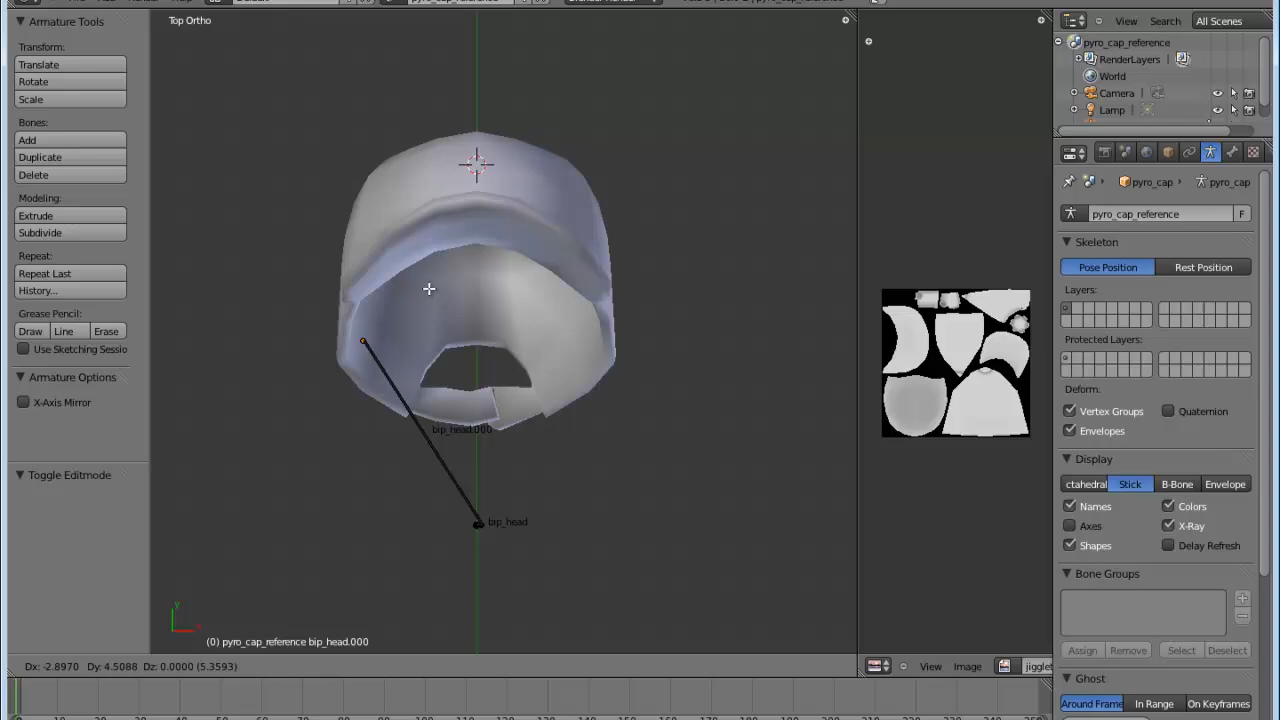 Default
pyro_cap_reference
Blender Render
Armature Tools
Transform:
Translate
Rotate
Scale
Bones:
Add
Duplicate
Delete
Modeling:
Extrude
Subdivide
Repeat:
Repeat Last
History...
Grease Pencil:
Draw Line Erase
Use Sketching Sessio
Armature Options
X-Axis Mirror
Toggle Editmode
Top Ortho
bip_head.000
bip_head
y
x
(0) pyro_cap_reference bip_head.000
Dx: -2.8970 Dy: 4.5088 Dz: 0.0000 (5.3593)
View Image jigglet
View Search All Scenes
pyro_cap_reference
RenderLayers
World
Camera
Lamp
pyro_cap pyro_cap
pyro_cap_reference F
Skeleton
Pose Position Rest Position
Layers:
Protected Layers:
Deform:
Vertex Groups Quaternion
Envelopes
Display
ctahedral Stick B-Bone Envelope
Names Colors
Axes X-Ray
Shapes Delay Refresh
Bone Groups
Assign Remove Select Deselect
Ghost
Around Frame In Range On Keyframes